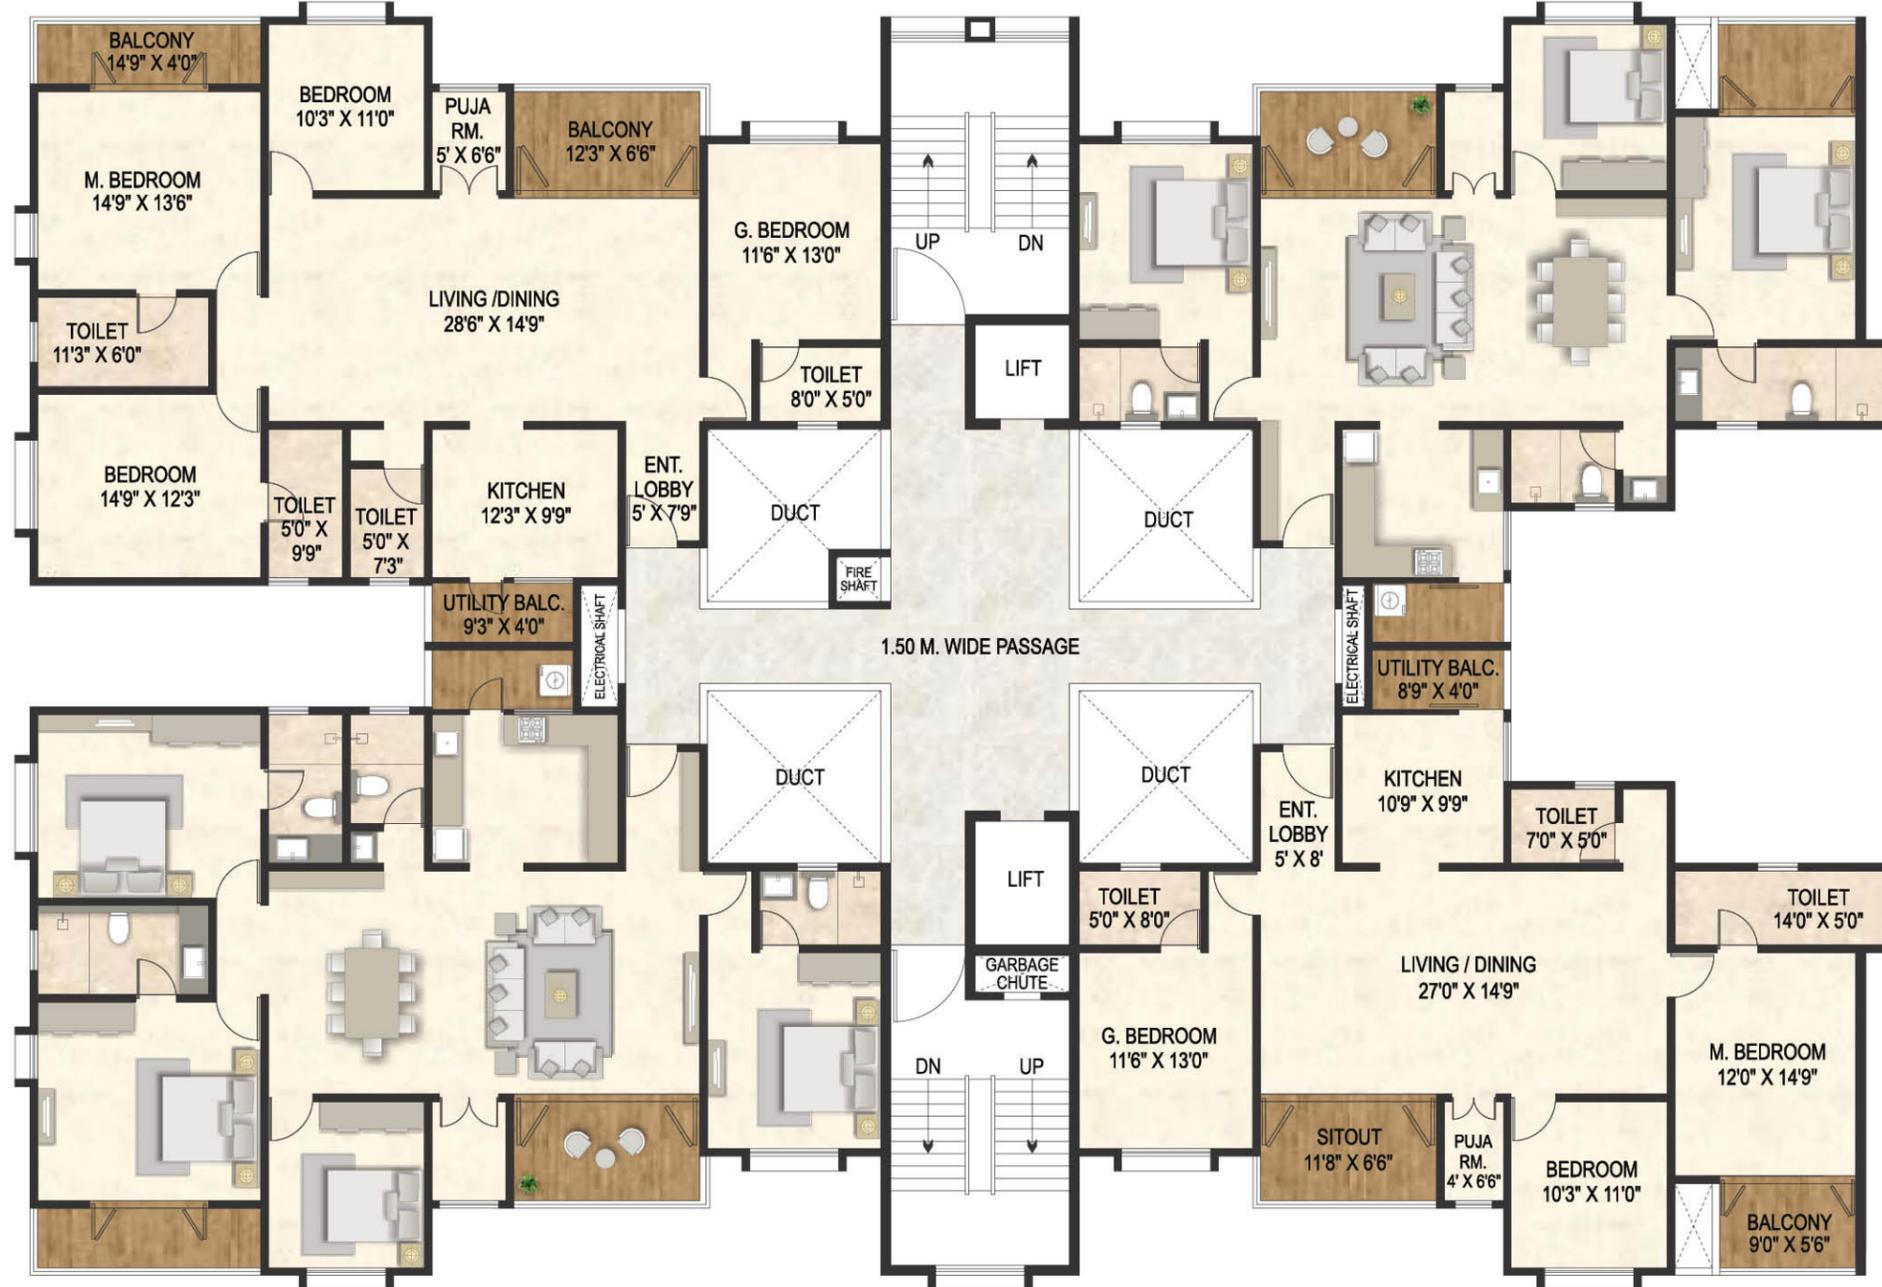 BALCONY
14'9" X 4'0"
BEDROOM
10'3" X 11'0"
PUJA
RM.
5' X 6'6"
BALCONY
12'3" X 6'6"
M. BEDROOM
14'9" X 13'6"
G. BEDROOM
11'6" X 13'0"
UP
DN
LIVING /DINING
28'6" X 14'9"
TOILET
11'3" X 6'0"
TOILET
8'0" X 5'0"
LIFT
BEDROOM
14'9" X 12'3"
TOILET
5'0" X
9'9"
TOILET
5'0" X
7'3"
KITCHEN
12'3" X 9'9"
ENT.
LOBBY
5' X 7'9"
DUCT
DUCT
FIRE
SHAFT
UTILITY BALC.
9'3" X 4'0"
ELECTRICAL SHAFT
1.50 M. WIDE PASSAGE
ELECTRICAL SHAFT
UTILITY BALC.
8'9" X 4'0"
DUCT
DUCT
KITCHEN
10'9" X 9'9"
ENT.
LOBBY
5' X 8'
TOILET
7'0" X 5'0"
LIFT
TOILET
5'0" X 8'0"
TOILET
14'0" X 5'0"
GARBAGE
CHUTE
LIVING / DINING
27'0" X 14'9"
G. BEDROOM
11'6" X 13'0"
M. BEDROOM
12'0" X 14'9"
DN
UP
SITOUT
11'8" X 6'6"
PUJA
RM.
4' X 6'6"
BEDROOM
10'3" X 11'0"
BALCONY
9'0" X 5'6"